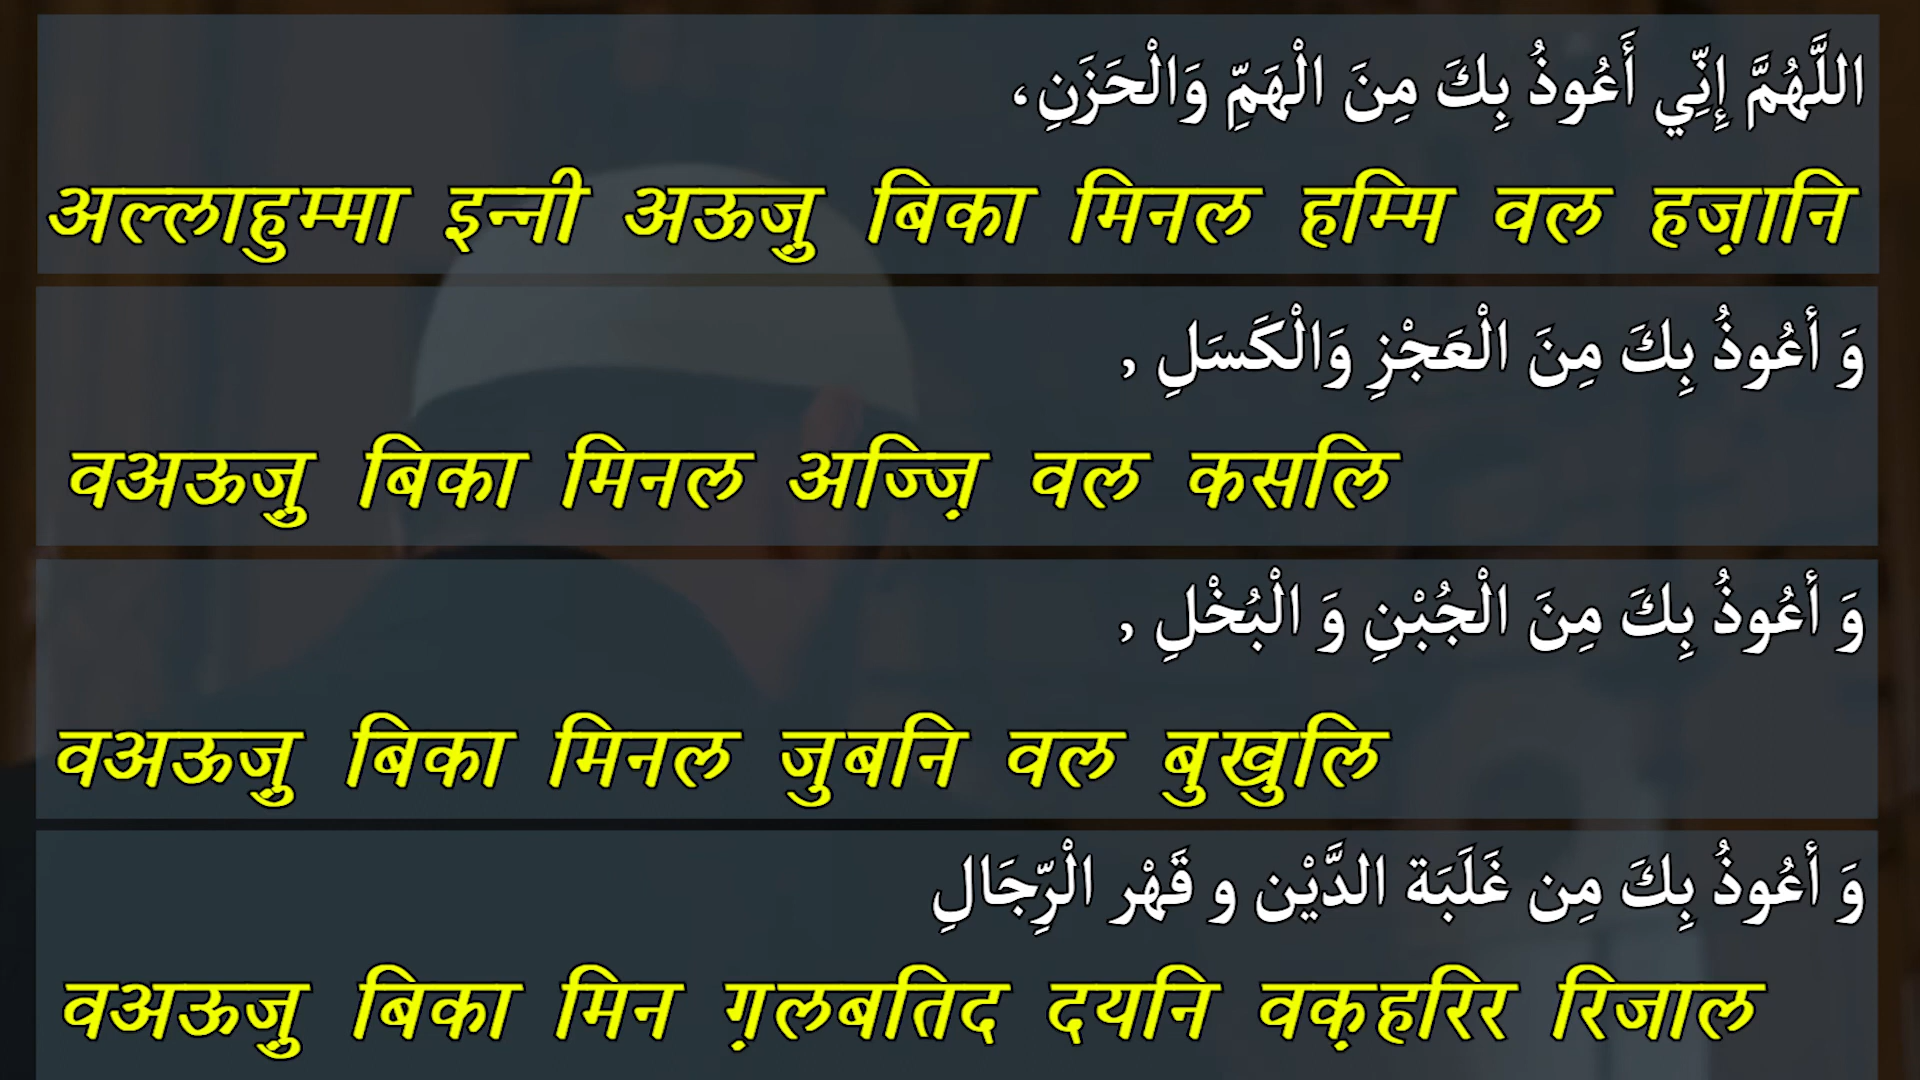 اللَّهُمَّ إِنِّي أَعُوذُ بِكَ مِنَ الْهَمِّ وَالْحَزَنِ،
अल्लाहुम्मा इन्नी अऊज़ु बिका मिनल हम्मि वल हज़ानि
وَ أعُوذُ بِكَ مِنَ الْعَجْزِ وَالْكَسَلِ ,
वअऊज़ु बिका मिनल अज्ज़ि वल कसलि
وَ أعُوذُ بِكَ مِنَ الْجُبْنِ وَ الْبُخْلِ ,
वअऊज़ु बिका मिनल जुबनि वल बुखुलि
وَ أعُوذُ بِكَ مِن غَلَبَة الدَّيْن و قَهْر الْرِّجَالِ
वअऊज़ु बिका मिन ग़लबतिद दयनि वक़हरिर रिजाल